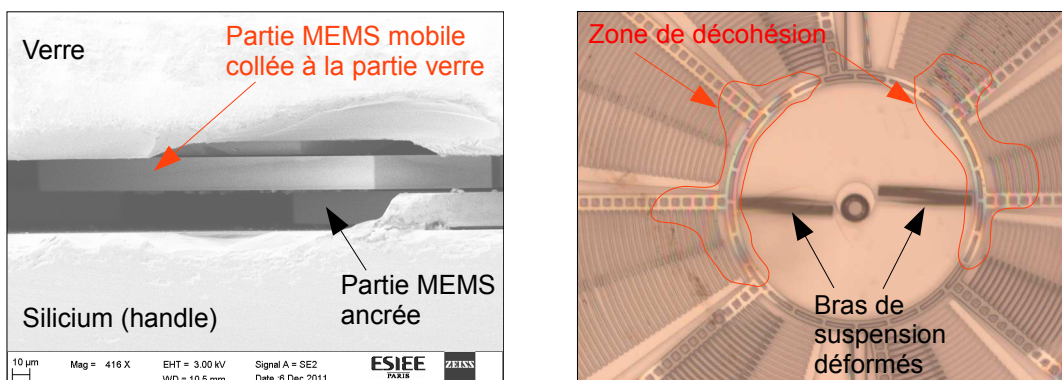 Verre
Partie MEMS mobile
collée à la partie verre
Partie MEMS
ancrée
Silicium (handle)
10 µm
Mag = 416 X
EHT = 3.00 kV
Signal A = SE2
WD = 10.5 mm
Date :6 Dec 2011
ESIEE
PARIS
ZEISS
Zone de décohésion
Bras de
suspension
déformés